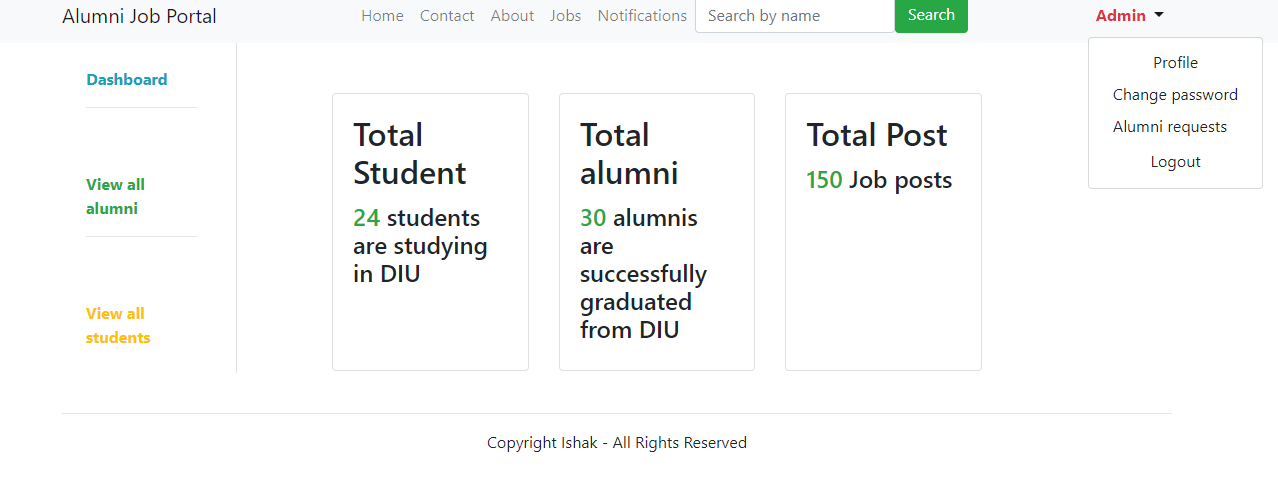 Alumni Job Portal Home Contact About Jobs Notifications Search by name Search Admin
Profile
Change password
Alumni requests
Logout
Dashboard
View all
alumni
View all
students
Total
Student
24 students
are studying
in DIU
Total
alumni
30 alumnis
are
successfully
graduated
from DIU
Total Post
150 Job posts
Copyright Ishak - All Rights Reserved